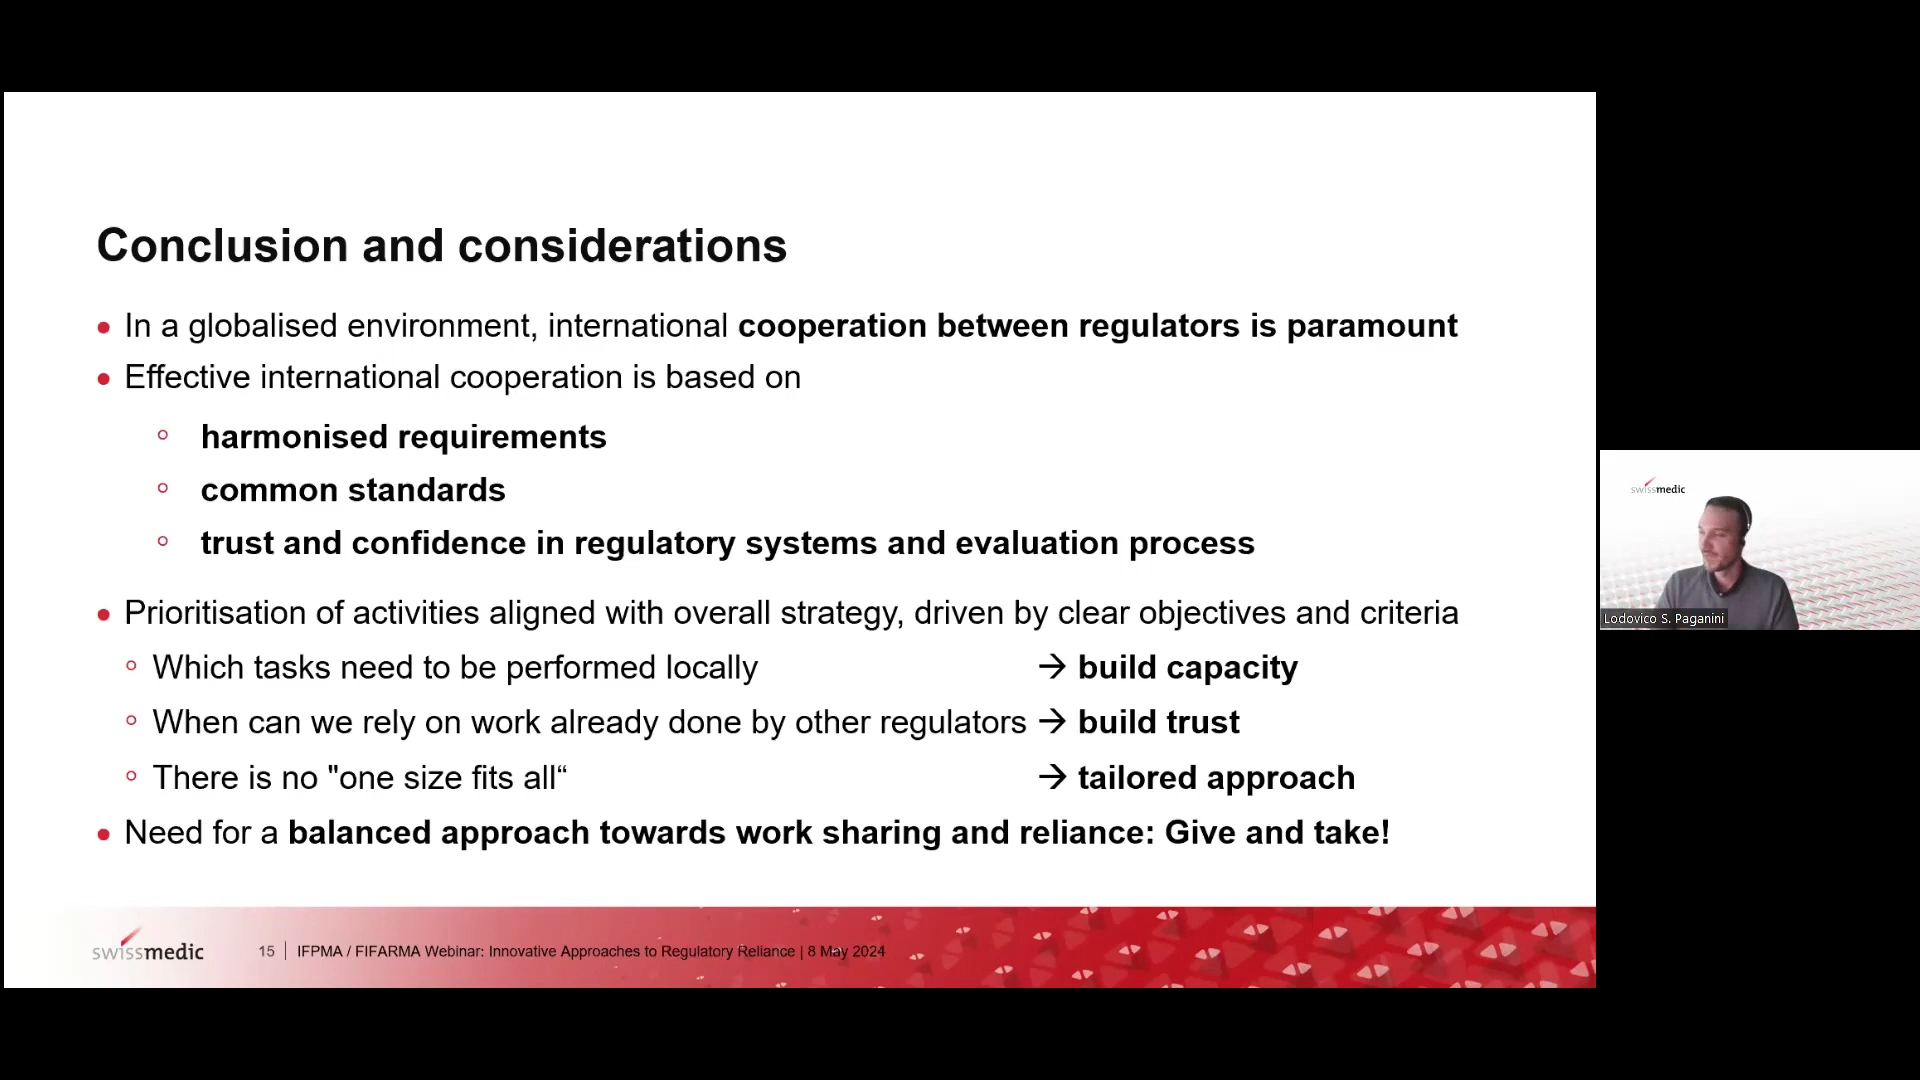 Conclusion and considerations
• In a globalised environment, international cooperation between regulators is paramount
• Effective international cooperation is based on
° harmonised requirements
° common standards
° trust and confidence in regulatory systems and evaluation process
• Prioritisation of activities aligned with overall strategy, driven by clear objectives and criteria
° Which tasks need to be performed locally → build capacity
° When can we rely on work already done by other regulators → build trust
° There is no "one size fits all“ → tailored approach
• Need for a balanced approach towards work sharing and reliance: Give and take!
swissmedic 15 | IFPMA / FIFARMA Webinar: Innovative Approaches to Regulatory Reliance | 8 May 2024
swissmedic
Lodovico S. Paganini